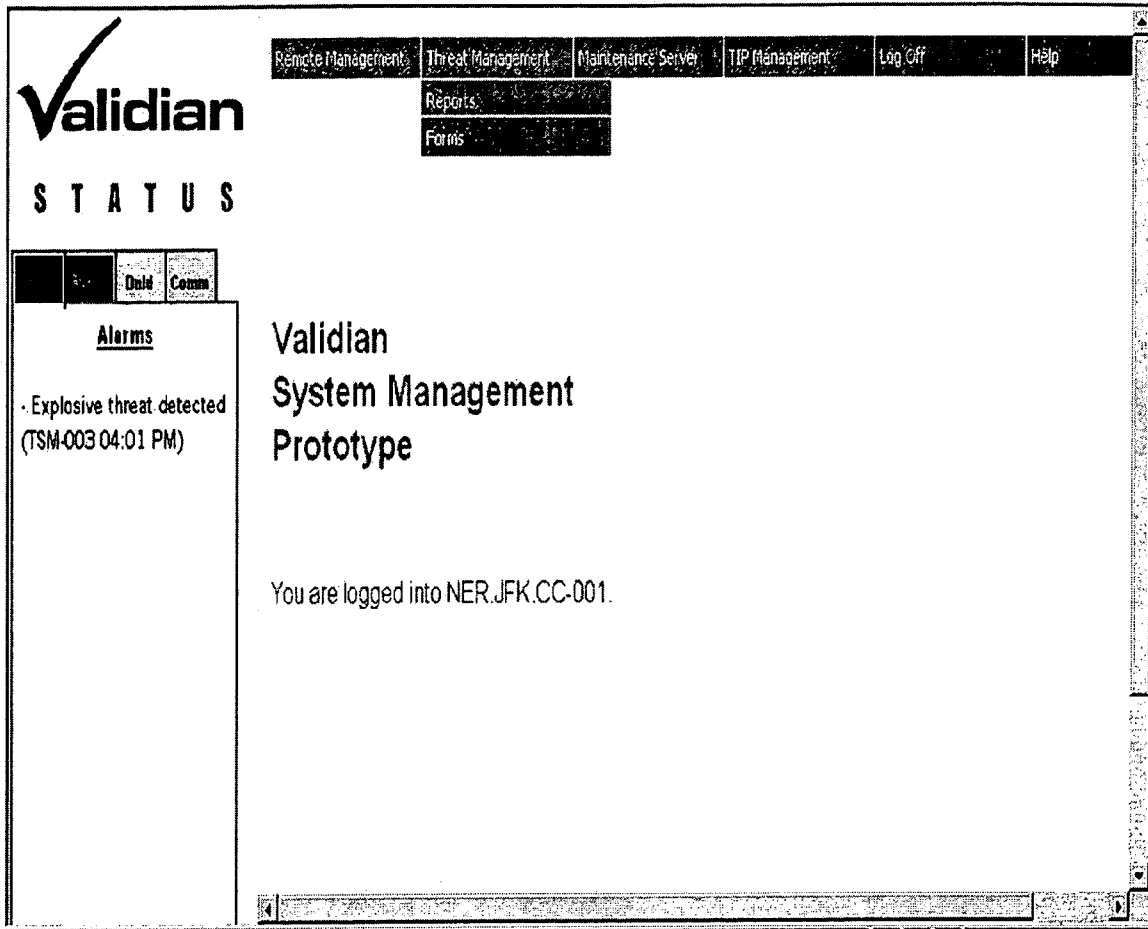 Validian
STATUS
Remote Management Threat Management Maintenance Server TIP Management Log Off Help
Reports
Forms
Dnld Comm
Alarms
· Explosive threat detected
(TSM-003 04:01 PM)
Validian
System Management
Prototype
You are logged into NER.JFK.CC-001.